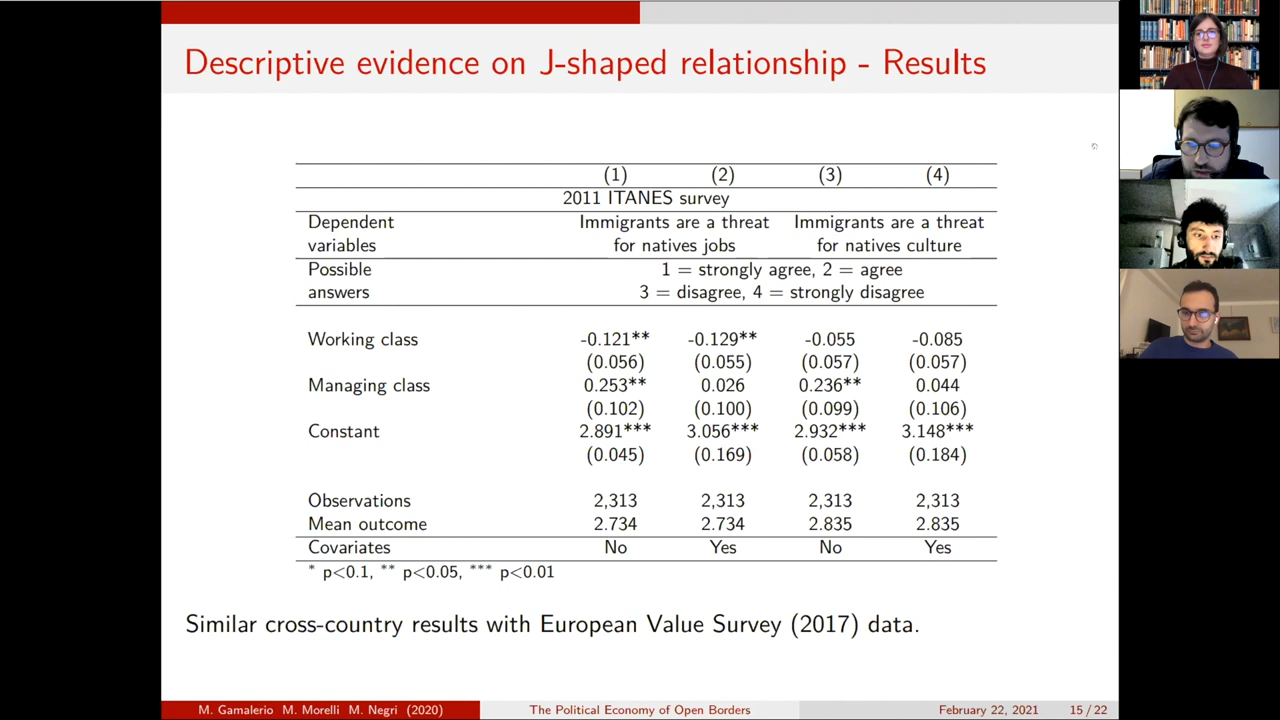 Descriptive evidence on J-shaped relationship - Results
(1) (2) (3) (4)
2011 ITANES survey
Dependent Immigrants are a threat Immigrants are a threat
variables for natives jobs for natives culture
Possible 1 = strongly agree, 2 = agree
answers 3 = disagree, 4 = strongly disagree
Working class -0.121** -0.129** -0.055 -0.085
(0.056) (0.055) (0.057) (0.057)
Managing class 0.253** 0.026 0.236** 0.044
(0.102) (0.100) (0.099) (0.106)
Constant 2.891*** 3.056*** 2.932*** 3.148***
(0.045) (0.169) (0.058) (0.184)
Observations 2,313 2,313 2,313 2,313
Mean outcome 2.734 2.734 2.835 2.835
Covariates No Yes No Yes
* p<0.1, ** p<0.05, *** p<0.01
Similar cross-country results with European Value Survey (2017) data.
M. Gamalerio M. Morelli M. Negri (2020) The Political Economy of Open Borders February 22, 2021 15 / 22